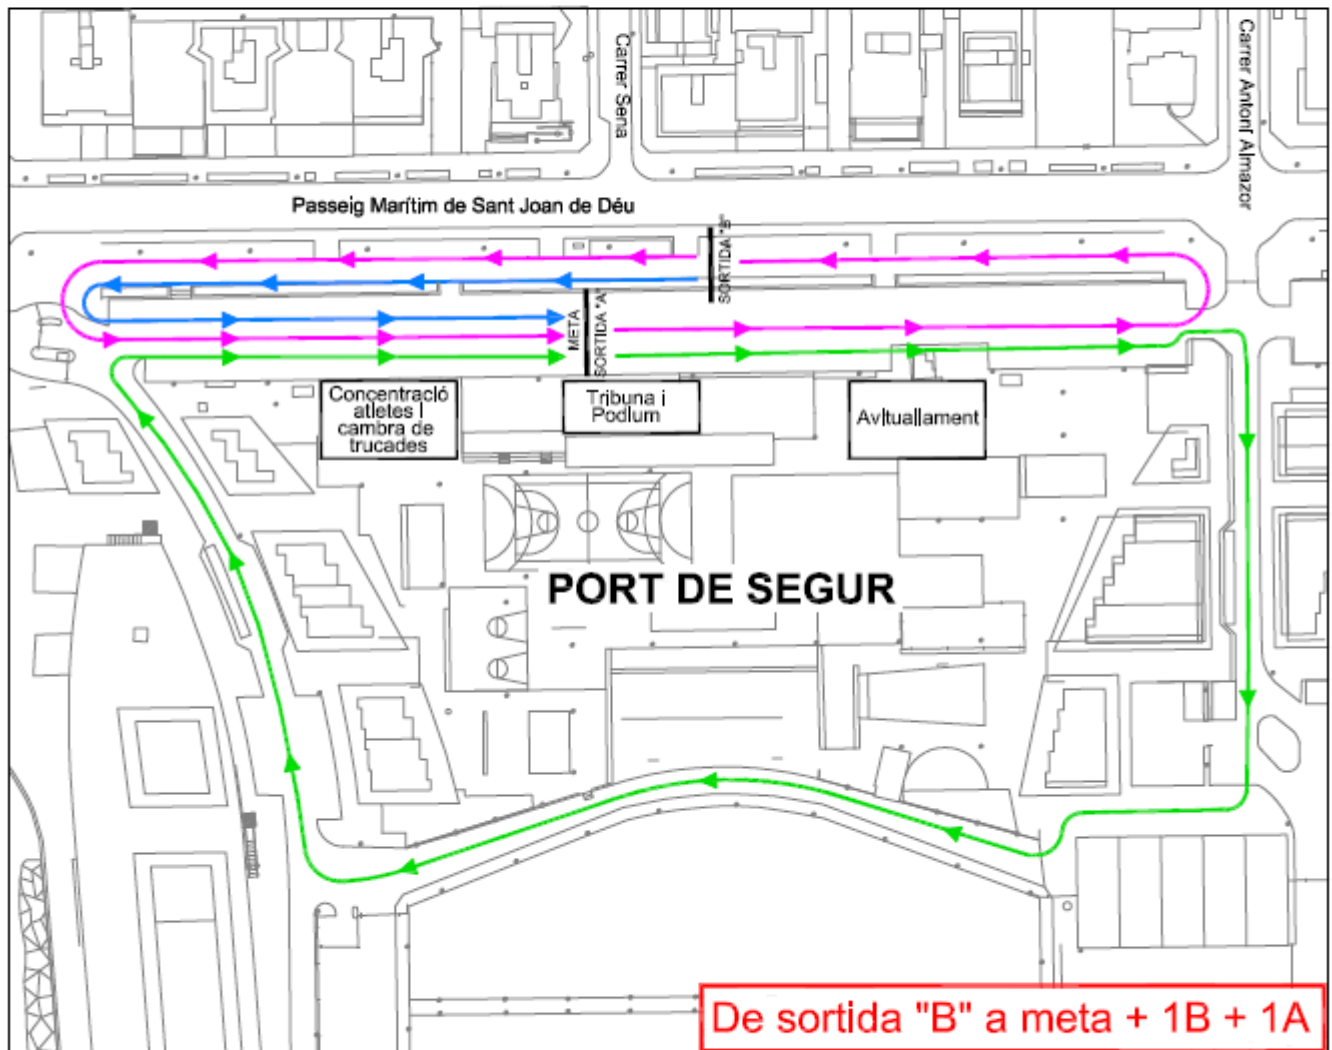 Carrer Sena
Carrer Antoní Almazor
Passeig Marítim de Sant Joan de Déu
SORTIDA "B"
META
SORTIDA "A"
Concentració
atletes i
cambra de
trucades
Tribuna i
Podium
Avituallament
PORT DE SEGUR
De sortida "B" a meta + 1B + 1A